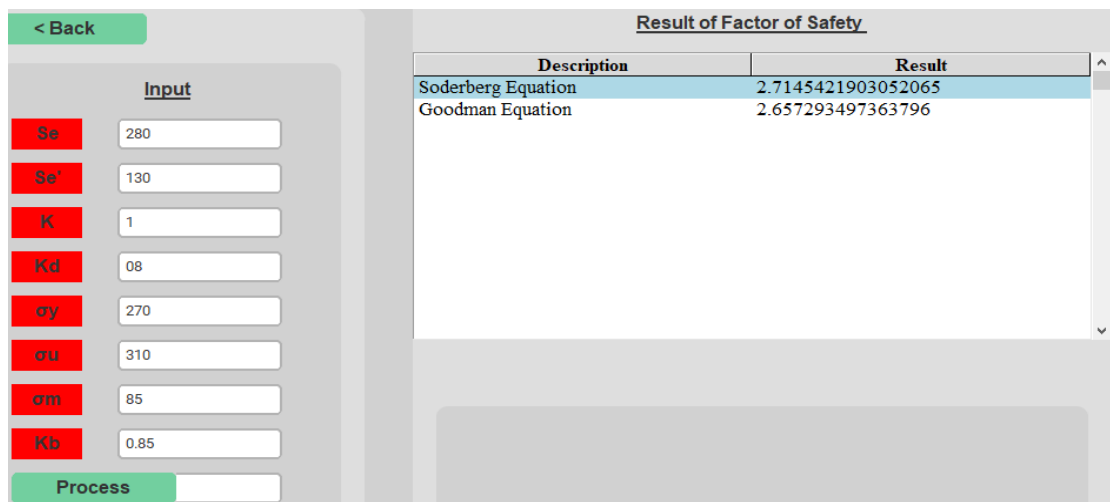 < Back
Input
Se 280
Se' 130
K 1
Kd 08
σy 270
σu 310
σm 85
Kb 0.85
Process
Result of Factor of Safety
Description Result
Soderberg Equation 2.7145421903052065
Goodman Equation 2.657293497363796